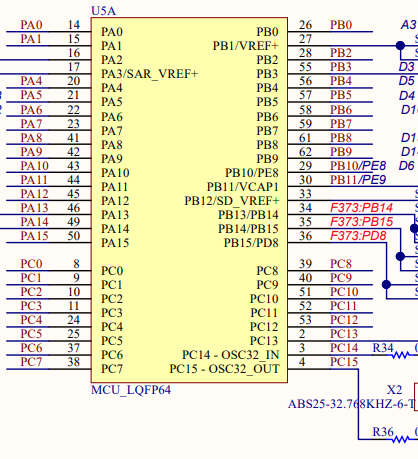 U5A
PA0 14 PA0 PB0 26 PB0 A3
PA1 15 PA1 PB1/VREF+ 27
16 PA2 PB2 28 PB2
17 PA3/SAR_VREF+ PB3 55 PB3 D3
PA4 20 PA4 PB4 56 PB4 D5
PA5 21 PA5 PB5 57 PB5 D4
PA6 22 PA6 PB6 58 PB6
PA7 23 PA7 PB7 59 PB7
PA8 41 PA8 PB8 61 PB8
PA9 42 PA9 PB9 62 PB9
PA10 43 PA10 PB10/PE8 29 PB10/PE8 D6
PA11 44 PA11 PB11/VCAP1 30 PB11/PE9
PA12 45 PA12 PB12/SD_VREF+ 33
PA13 46 PA13 PB13/PB14 34 F373:PB14
PA14 49 PA14 PB14/PB15 35 F373:PB15
PA15 50 PA15 PB15/PD8 36 F373:PD8
PC0 8 PC0 PC8 39 PC8
PC1 9 PC1 PC9 40 PC9
PC2 10 PC2 PC10 51 PC10
PC3 11 PC3 PC11 52 PC11
PC4 24 PC4 PC12 53 PC12
PC5 25 PC5 PC13 2 PC13
PC6 37 PC6 PC14 - OSC32_IN 3 PC14 R34
PC7 38 PC7 PC15 - OSC32_OUT 4 PC15
MCU_LQFP64
X2
ABS25-32.768KHZ-6-T
R36